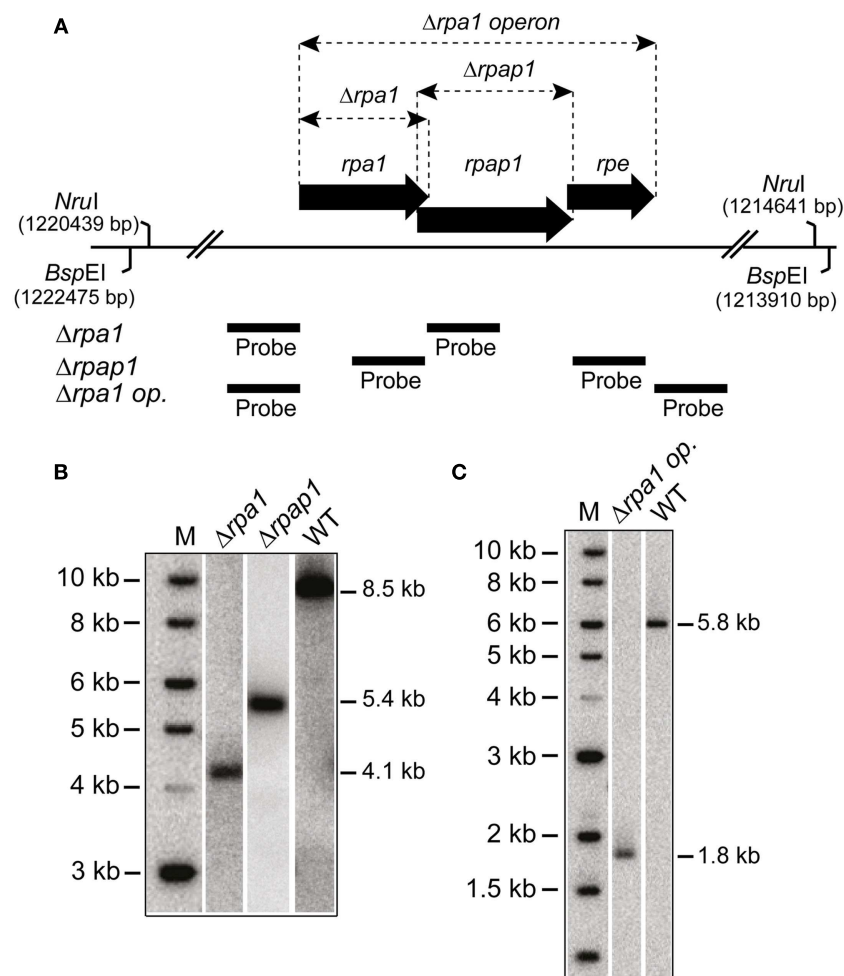 A
Δrpa1 operon
Δrpap1
Δrpa1
rpa1
rpap1
rpe
NruI
(1220439 bp)
NruI
(1214641 bp)
BspEI
(1222475 bp)
BspEI
(1213910 bp)
Δrpa1
Probe
Probe
Δrpap1
Probe
Probe
Δrpa1 op.
Probe
Probe
B
M
Δrpa1
Δrpap1
WT
10 kb
8 kb
6 kb
5 kb
4 kb
3 kb
8.5 kb
5.4 kb
4.1 kb
C
M
Δrpa1 op.
WT
10 kb
8 kb
6 kb
5 kb
4 kb
3 kb
2 kb
1.5 kb
5.8 kb
1.8 kb